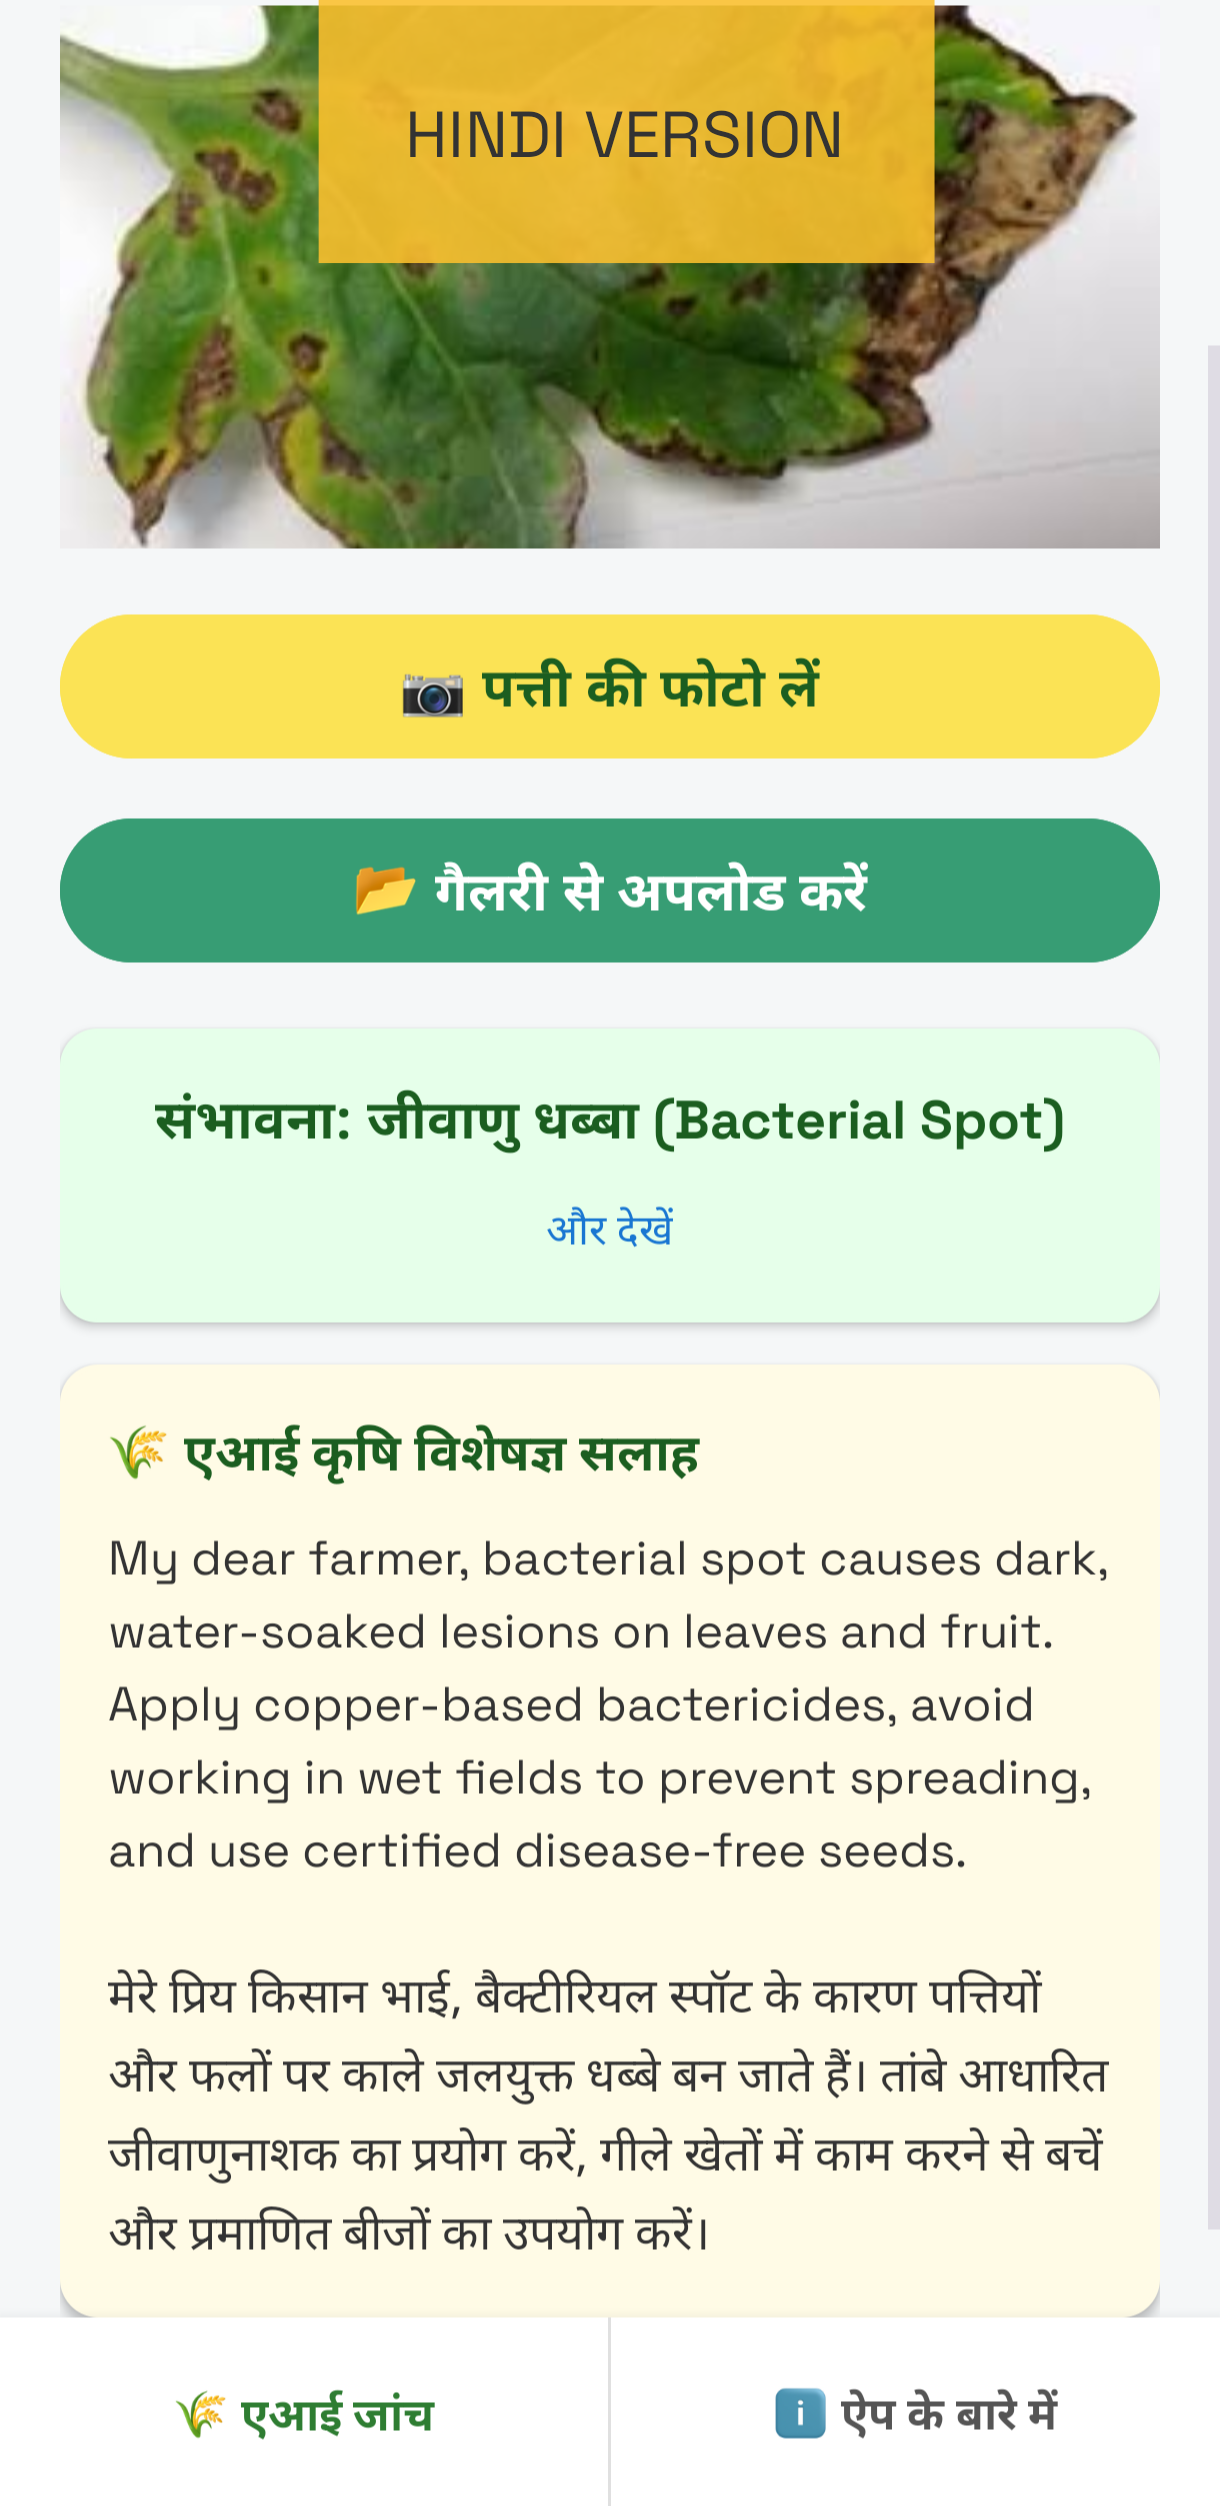 HINDI VERSION
📷 पत्ती की फोटो लें
📂 गैलरी से अपलोड करें
संभावना: जीवाणु धब्बा (Bacterial Spot)
और देखें
🌾 एआई कृषि विशेषज्ञ सलाह
My dear farmer, bacterial spot causes dark,
water-soaked lesions on leaves and fruit.
Apply copper-based bactericides, avoid
working in wet fields to prevent spreading,
and use certified disease-free seeds.
मेरे प्रिय किसान भाई, बैक्टीरियल स्पॉट के कारण पत्तियों
और फलों पर काले जलयुक्त धब्बे बन जाते हैं। तांबे आधारित
जीवाणुनाशक का प्रयोग करें, गीले खेतों में काम करने से बचें
और प्रमाणित बीजों का उपयोग करें।
🌾 एआई जांच
ℹ️ ऐप के बारे में